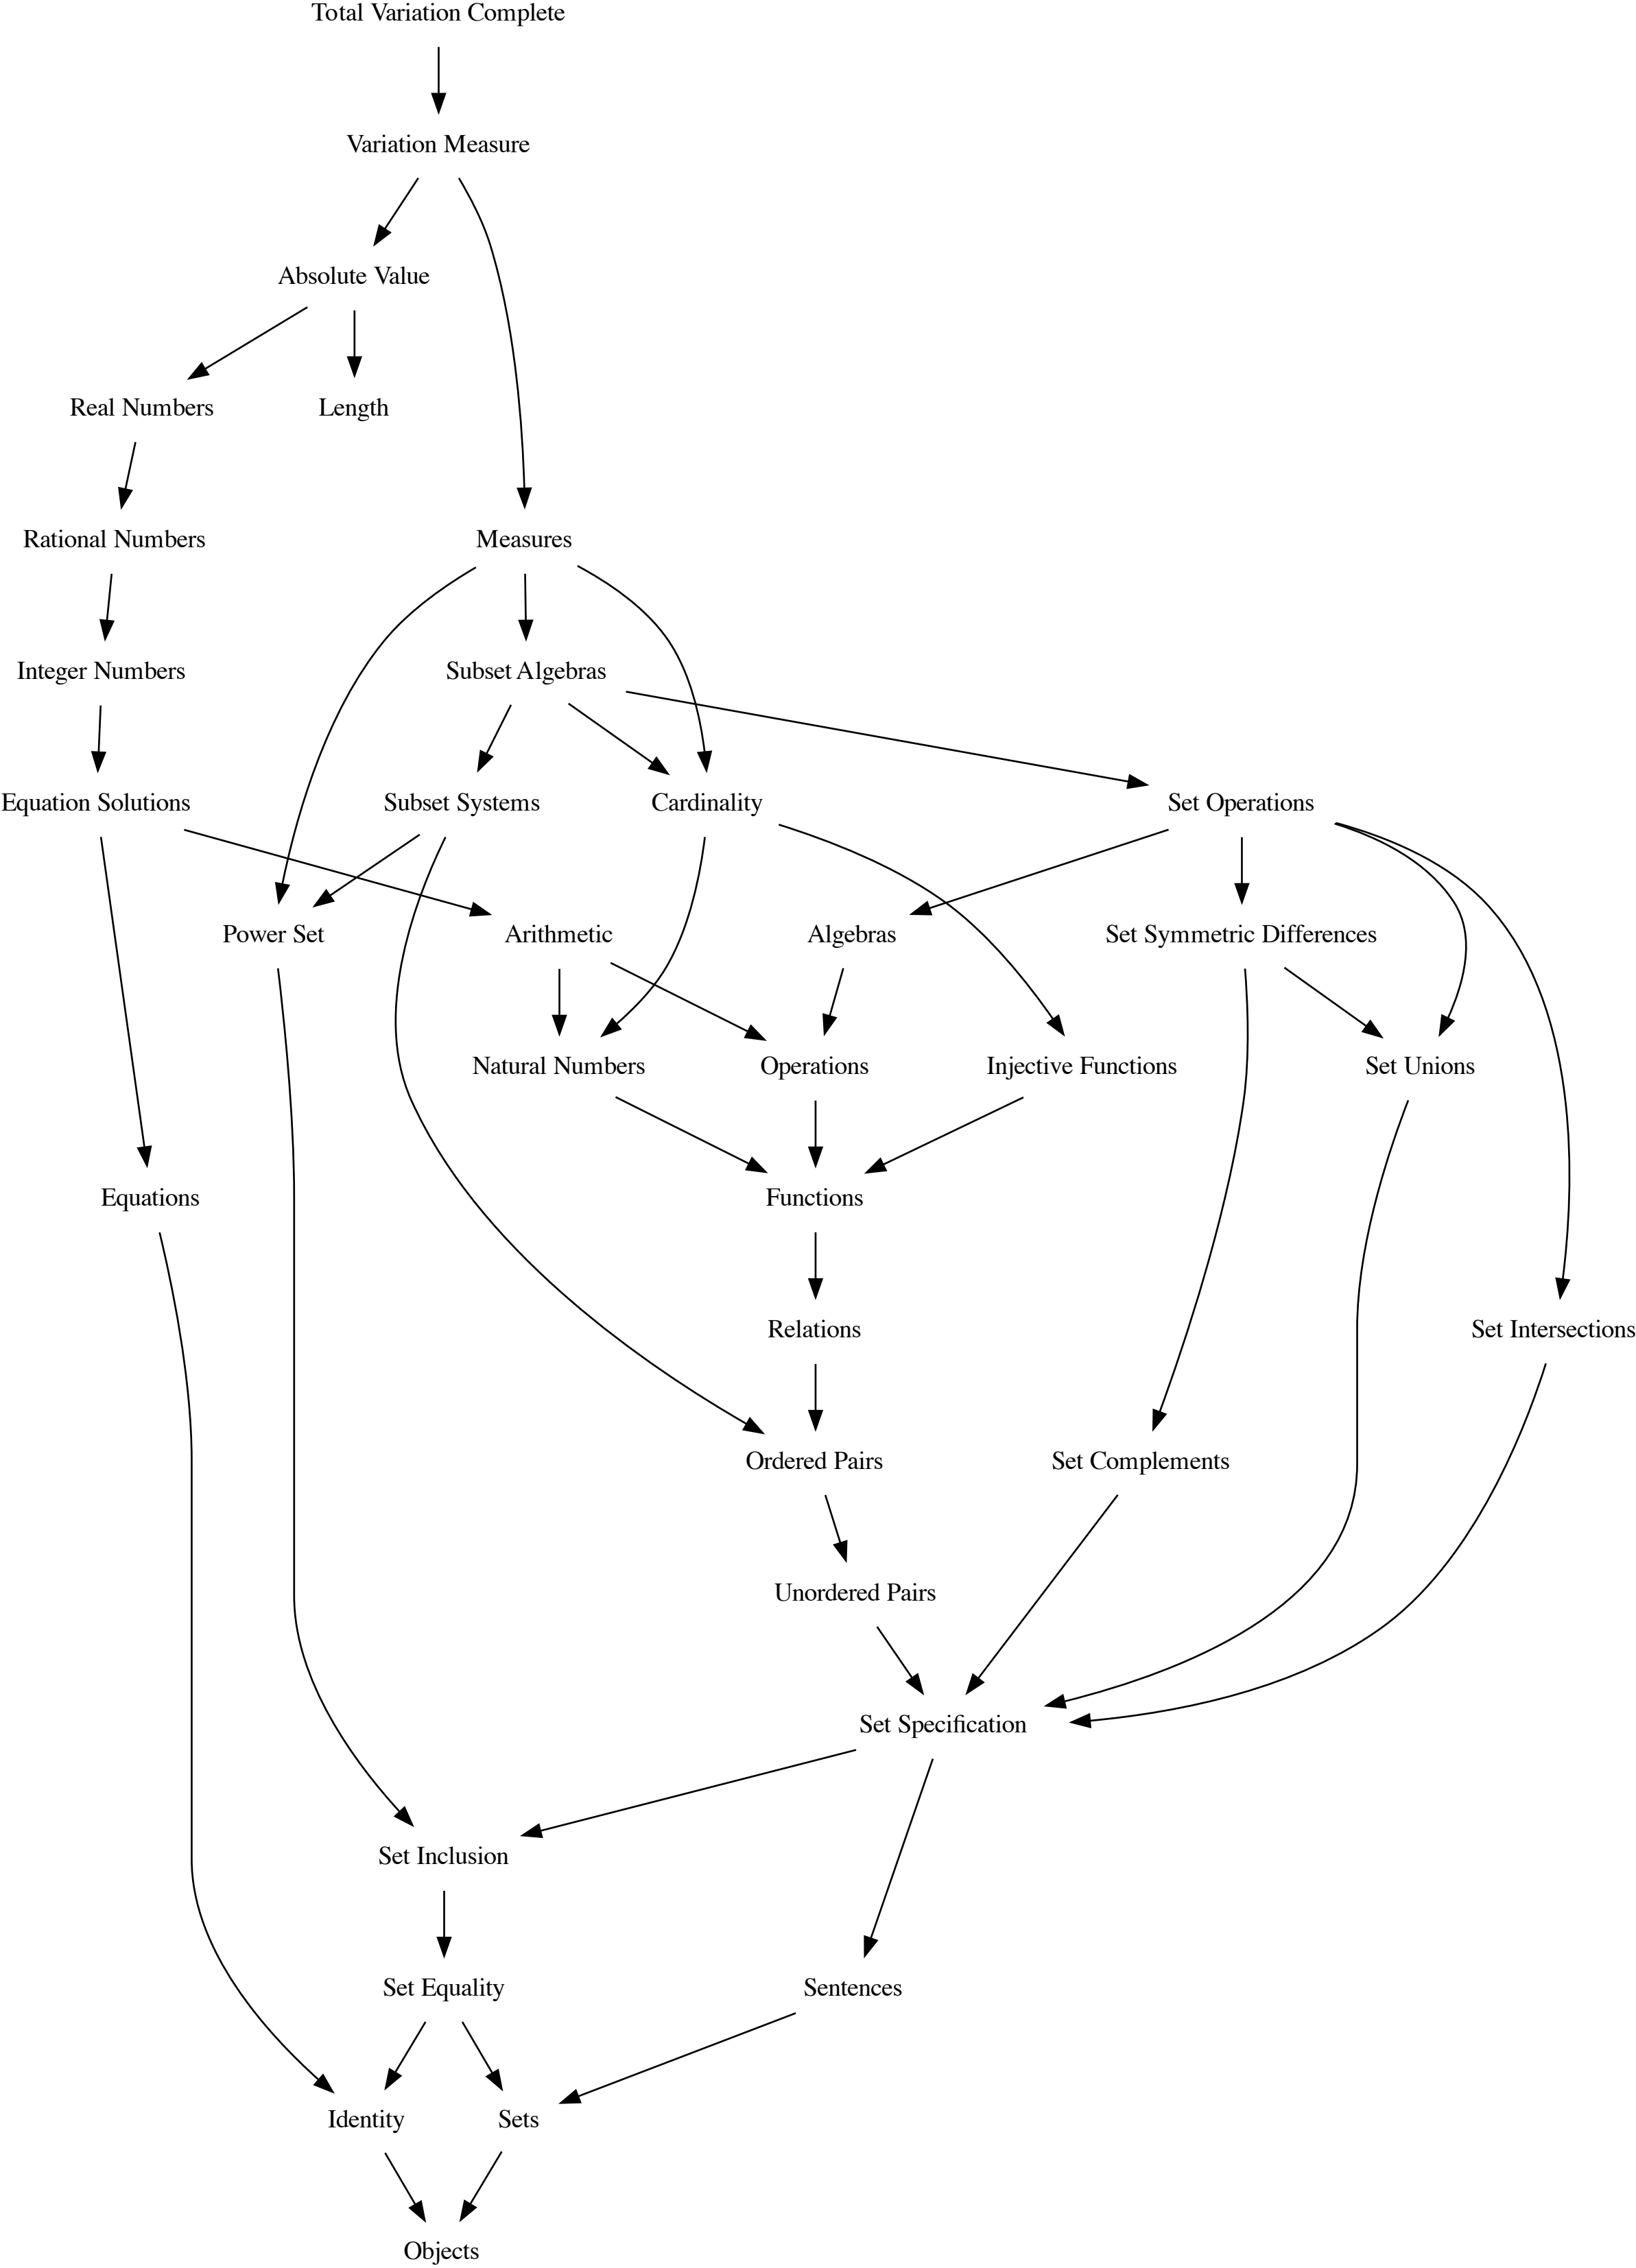 Total Variation Complete
Variation Measure
Absolute Value
Real Numbers
Length
Rational Numbers
Measures
Integer Numbers
Subset Algebras
Equation Solutions
Subset Systems
Cardinality
Set Operations
Power Set
Arithmetic
Algebras
Set Symmetric Differences
Natural Numbers
Operations
Injective Functions
Set Unions
Equations
Functions
Relations
Set Intersections
Ordered Pairs
Set Complements
Unordered Pairs
Set Specification
Set Inclusion
Set Equality
Sentences
Identity
Sets
Objects